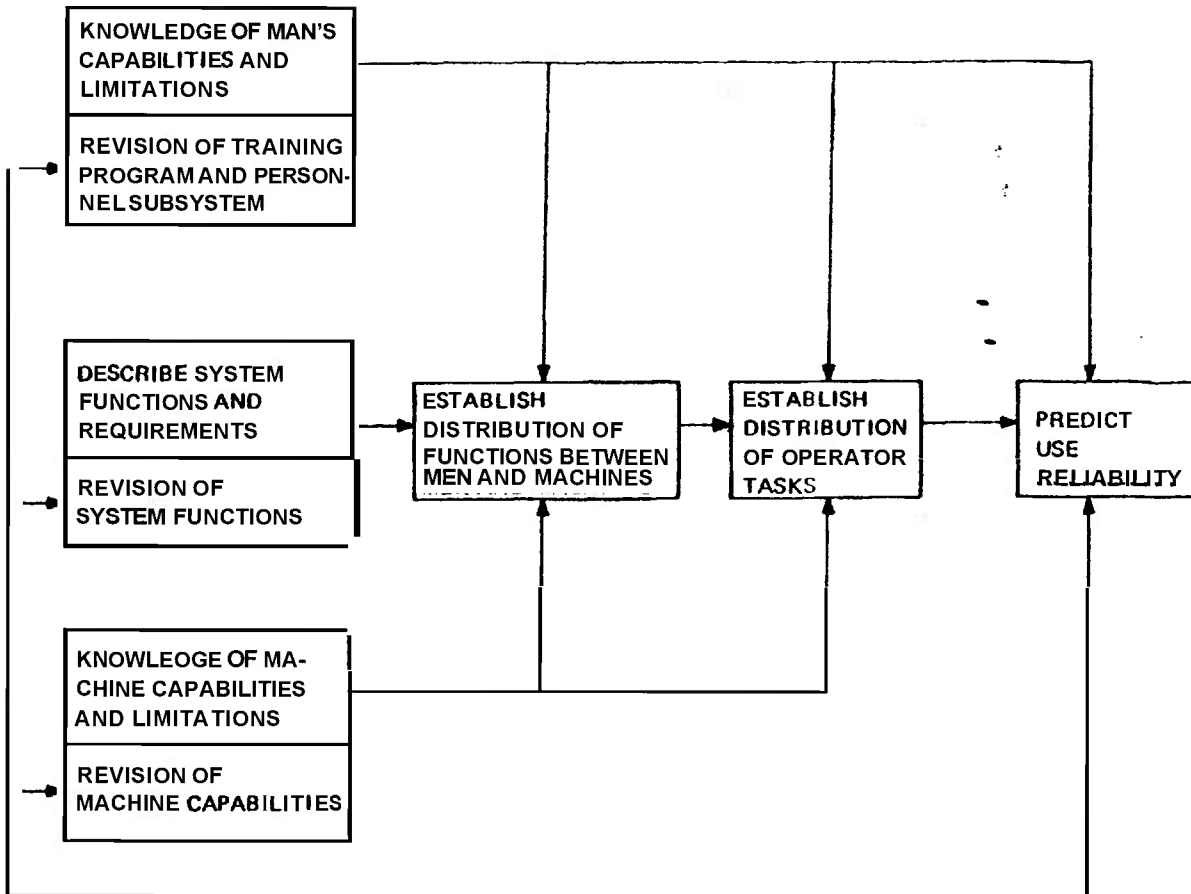 KNOWLEDGE OF MAN'S
CAPABILITIES AND
LIMITATIONS
REVISION OF TRAINING
PROGRAM AND PERSON-
NEL SUBSYSTEM
DESCRIBE SYSTEM
FUNCTIONS AND
REQUIREMENTS
REVISION OF
SYSTEM FUNCTIONS
KNOWLEOGE OF MA-
CHINE CAPABILITIES
AND LIMITATIONS
REVISION OF
MACHINE CAPABILITIES
ESTABLISH
DISTRIBUTION OF
FUNCTIONS BETWEEN
MEN AND MACHINES
ESTABLISH
DISTRIBUTION
OF OPERATOR
TASKS
PREDICT
USE
RELIABILITY